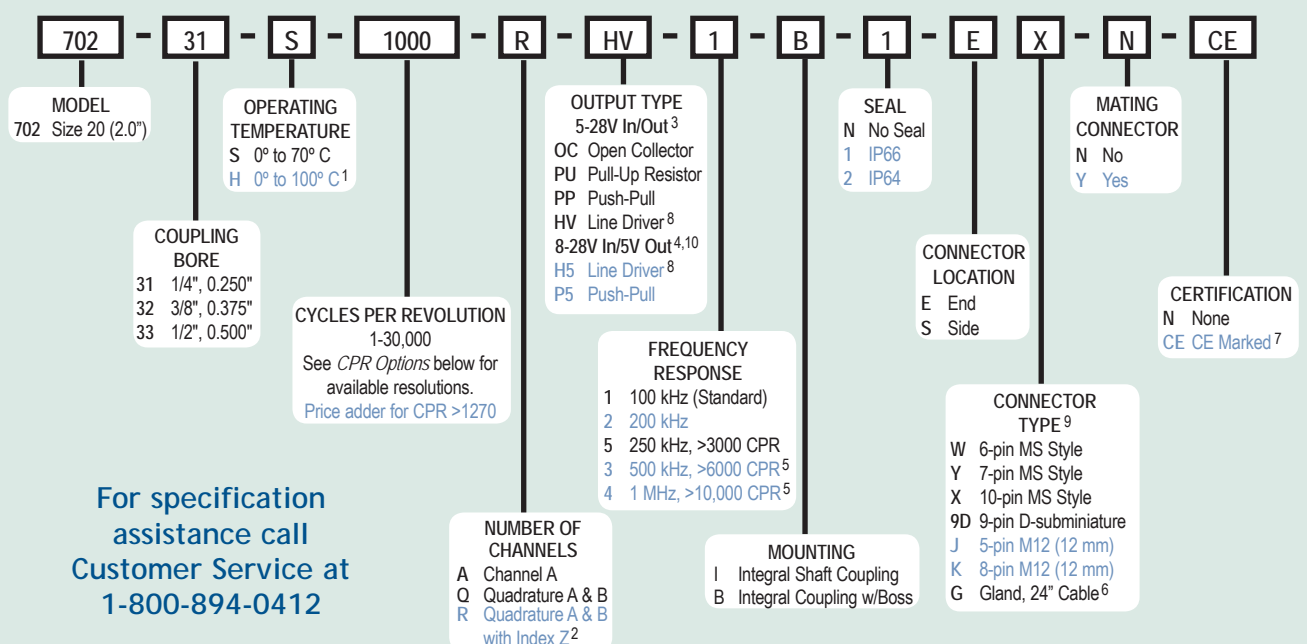 702 - 31 - S - 1000 - R - HV - 1 - B - 1 - E X - N - CE
MODEL
702 Size 20 (2.0")
COUPLING
BORE
31 1/4", 0.250"
32 3/8", 0.375"
33 1/2", 0.500"
OPERATING
TEMPERATURE
S 0º to 70º C
H 0º to 100º C 1
CYCLES PER REVOLUTION
1-30,000
See CPR Options below for
available resolutions.
Price adder for CPR >1270
NUMBER OF
CHANNELS
A Channel A
Q Quadrature A & B
R Quadrature A & B
with Index Z 2
OUTPUT TYPE
5-28V In/Out 3
OC Open Collector
PU Pull-Up Resistor
PP Push-Pull
HV Line Driver 8
8-28V In/5V Out 4,10
H5 Line Driver 8
P5 Push-Pull
FREQUENCY
RESPONSE
1 100 kHz (Standard)
2 200 kHz
5 250 kHz, >3000 CPR
3 500 kHz, >6000 CPR 5
4 1 MHz, >10,000 CPR 5
MOUNTING
I Integral Shaft Coupling
B Integral Coupling w/Boss
SEAL
N No Seal
1 IP66
2 IP64
CONNECTOR
LOCATION
E End
S Side
CONNECTOR
TYPE 9
W 6-pin MS Style
Y 7-pin MS Style
X 10-pin MS Style
9D 9-pin D-subminiature
J 5-pin M12 (12 mm)
K 8-pin M12 (12 mm)
G Gland, 24" Cable 6
MATING
CONNECTOR
N No
Y Yes
CERTIFICATION
N None
CE CE Marked 7
For specification
assistance call
Customer Service at
1-800-894-0412